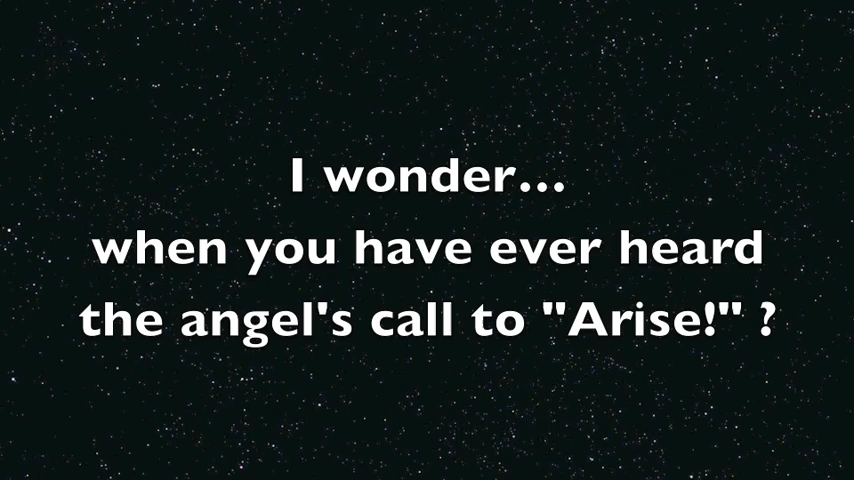 I wonder...
when you have ever heard
the angel's call to "Arise!" ?